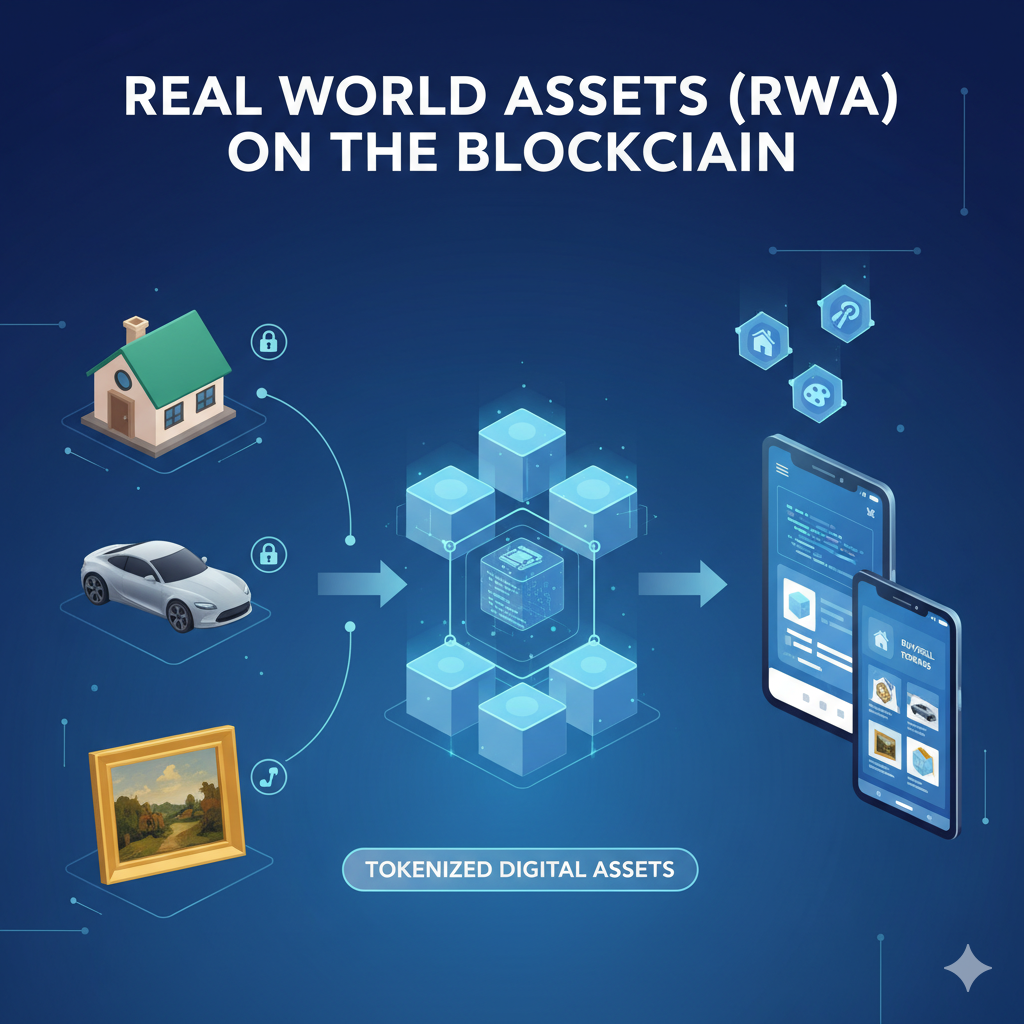 REAL WORLD ASSETS (RWA)
ON THE BLOCKCIAIN
TOKENIZED DIGITAL ASSETS